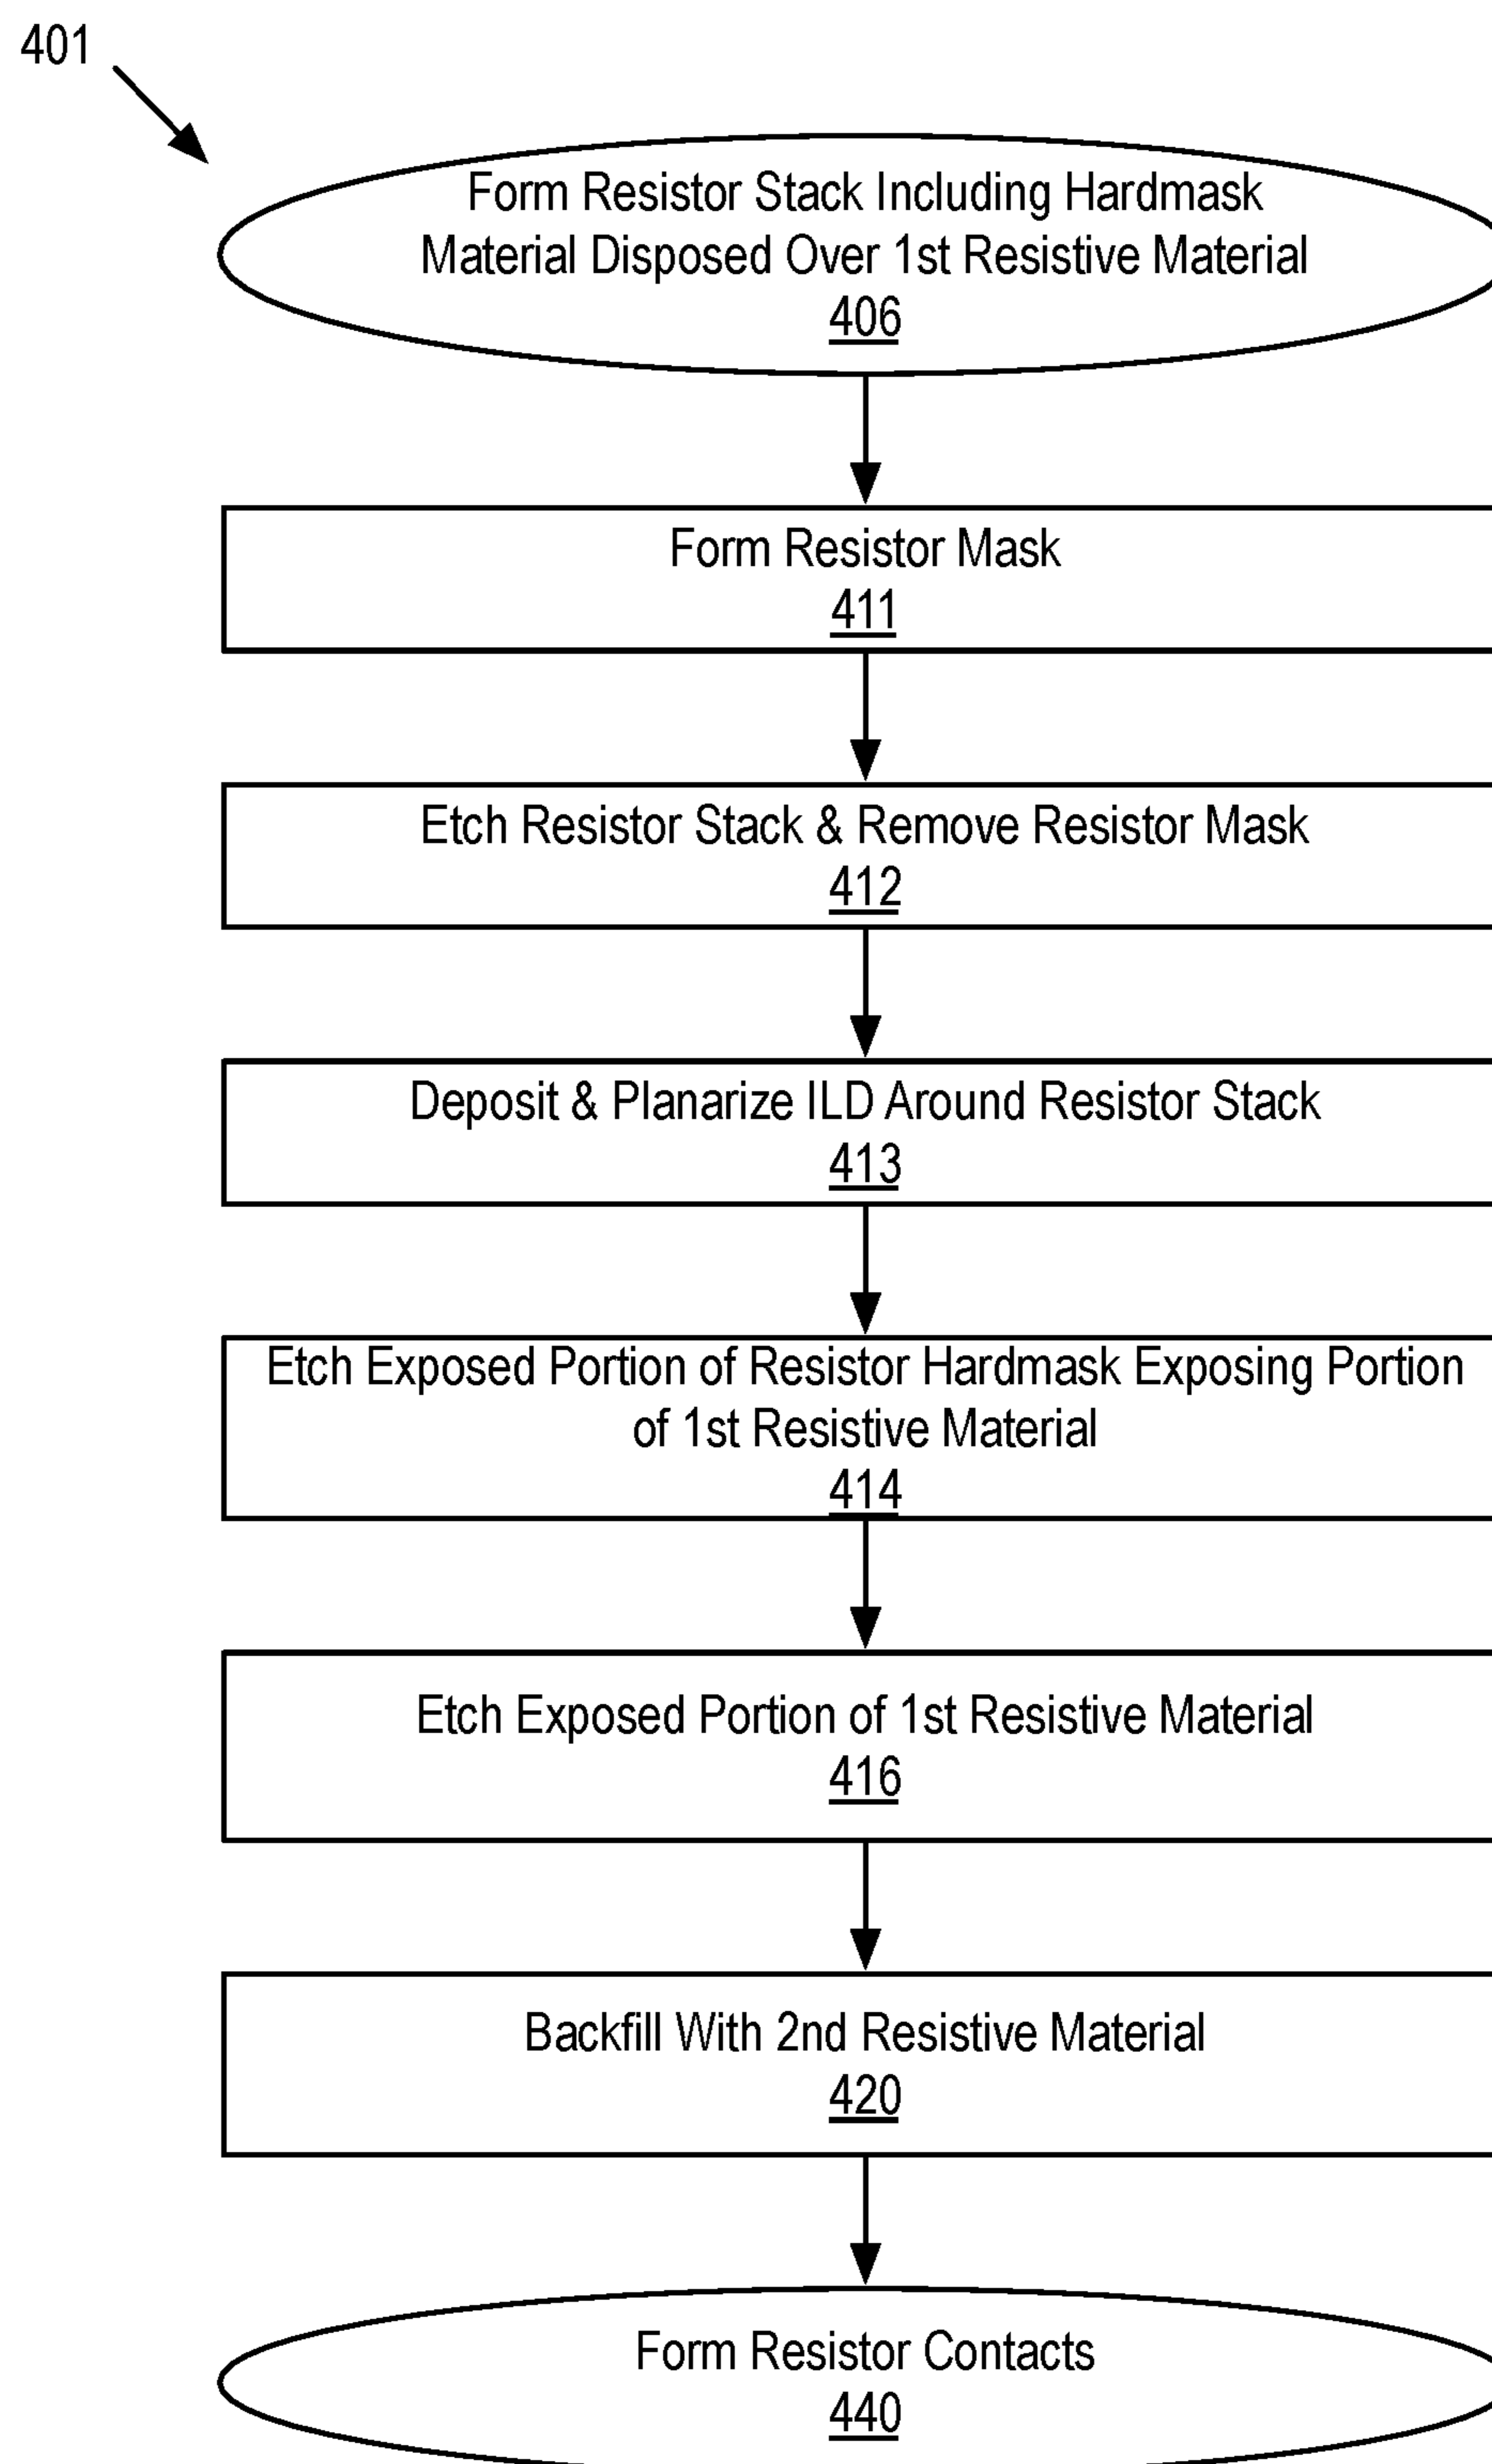 401
Form Resistor Stack Including Hardmask
Material Disposed Over 1st Resistive Material
406
Form Resistor Mask
411
Etch Resistor Stack & Remove Resistor Mask
412
Deposit & Planarize ILD Around Resistor Stack
413
Etch Exposed Portion of Resistor Hardmask Exposing Portion
of 1st Resistive Material
414
Etch Exposed Portion of 1st Resistive Material
416
Backfill With 2nd Resistive Material
420
Form Resistor Contacts
440